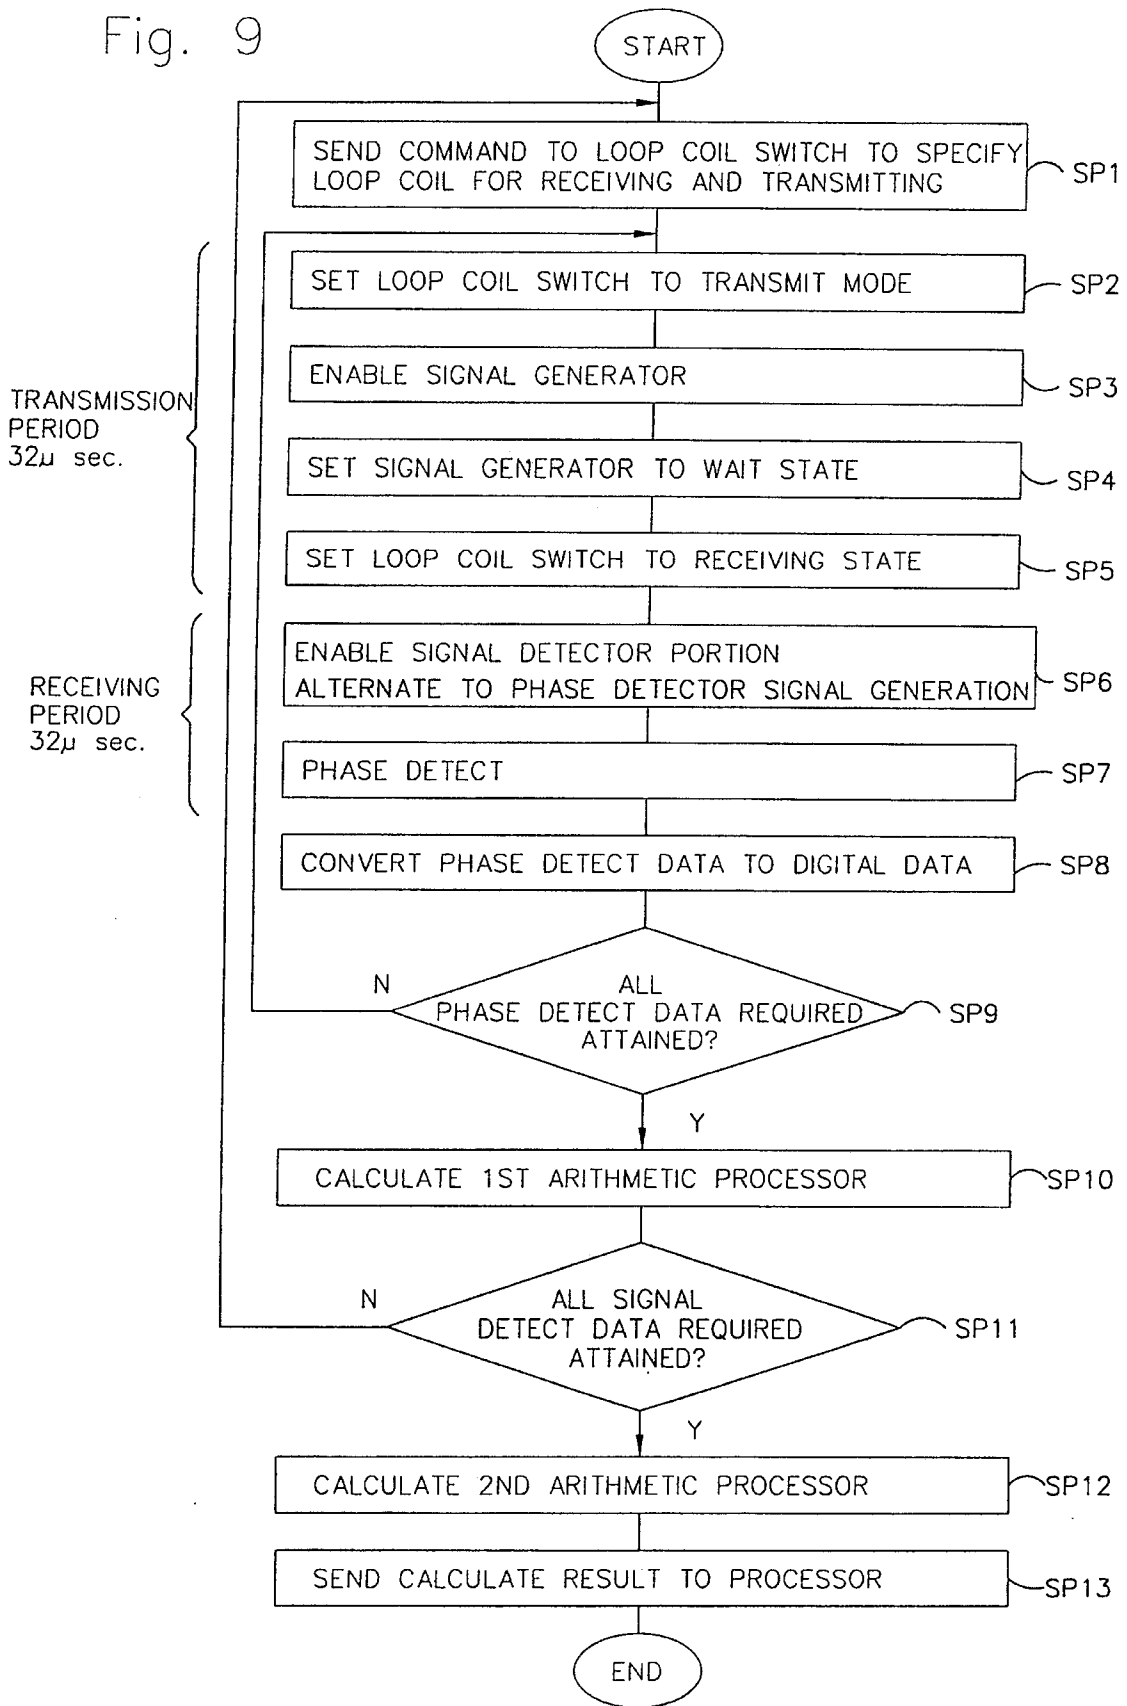 Fig. 9
START
SEND COMMAND TO LOOP COIL SWITCH TO SPECIFY
LOOP COIL FOR RECEIVING AND TRANSMITTING
SP1
SET LOOP COIL SWITCH TO TRANSMIT MODE
SP2
ENABLE SIGNAL GENERATOR
SP3
TRANSMISSION
PERIOD
32μ sec.
SET SIGNAL GENERATOR TO WAIT STATE
SP4
SET LOOP COIL SWITCH TO RECEIVING STATE
SP5
ENABLE SIGNAL DETECTOR PORTION
ALTERNATE TO PHASE DETECTOR SIGNAL GENERATION
SP6
RECEIVING
PERIOD
32μ sec.
PHASE DETECT
SP7
CONVERT PHASE DETECT DATA TO DIGITAL DATA
SP8
N
ALL
PHASE DETECT DATA REQUIRED
ATTAINED?
SP9
Y
CALCULATE 1ST ARITHMETIC PROCESSOR
SP10
N
ALL SIGNAL
DETECT DATA REQUIRED
ATTAINED?
SP11
Y
CALCULATE 2ND ARITHMETIC PROCESSOR
SP12
SEND CALCULATE RESULT TO PROCESSOR
SP13
END